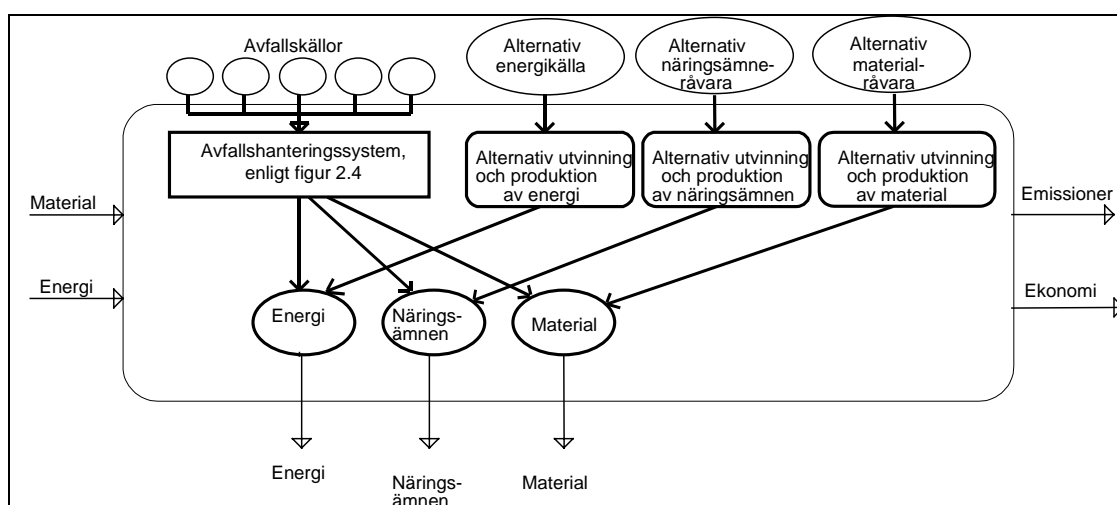 Avfallskällor
Alternativ
energikälla
Alternativ
näringsämne-
råvara
Alternativ
material-
råvara
Avfallshanteringssystem,
enligt figur 2.4
Alternativ utvinning
och produktion
av energi
Alternativ utvinning
och produktion
av näringsämnen
Alternativ utvinning
och produktion
av material
Material
Energi
Emissioner
Ekonomi
Energi
Närings-
ämnen
Material
Energi
Närings-
ämnen
Material